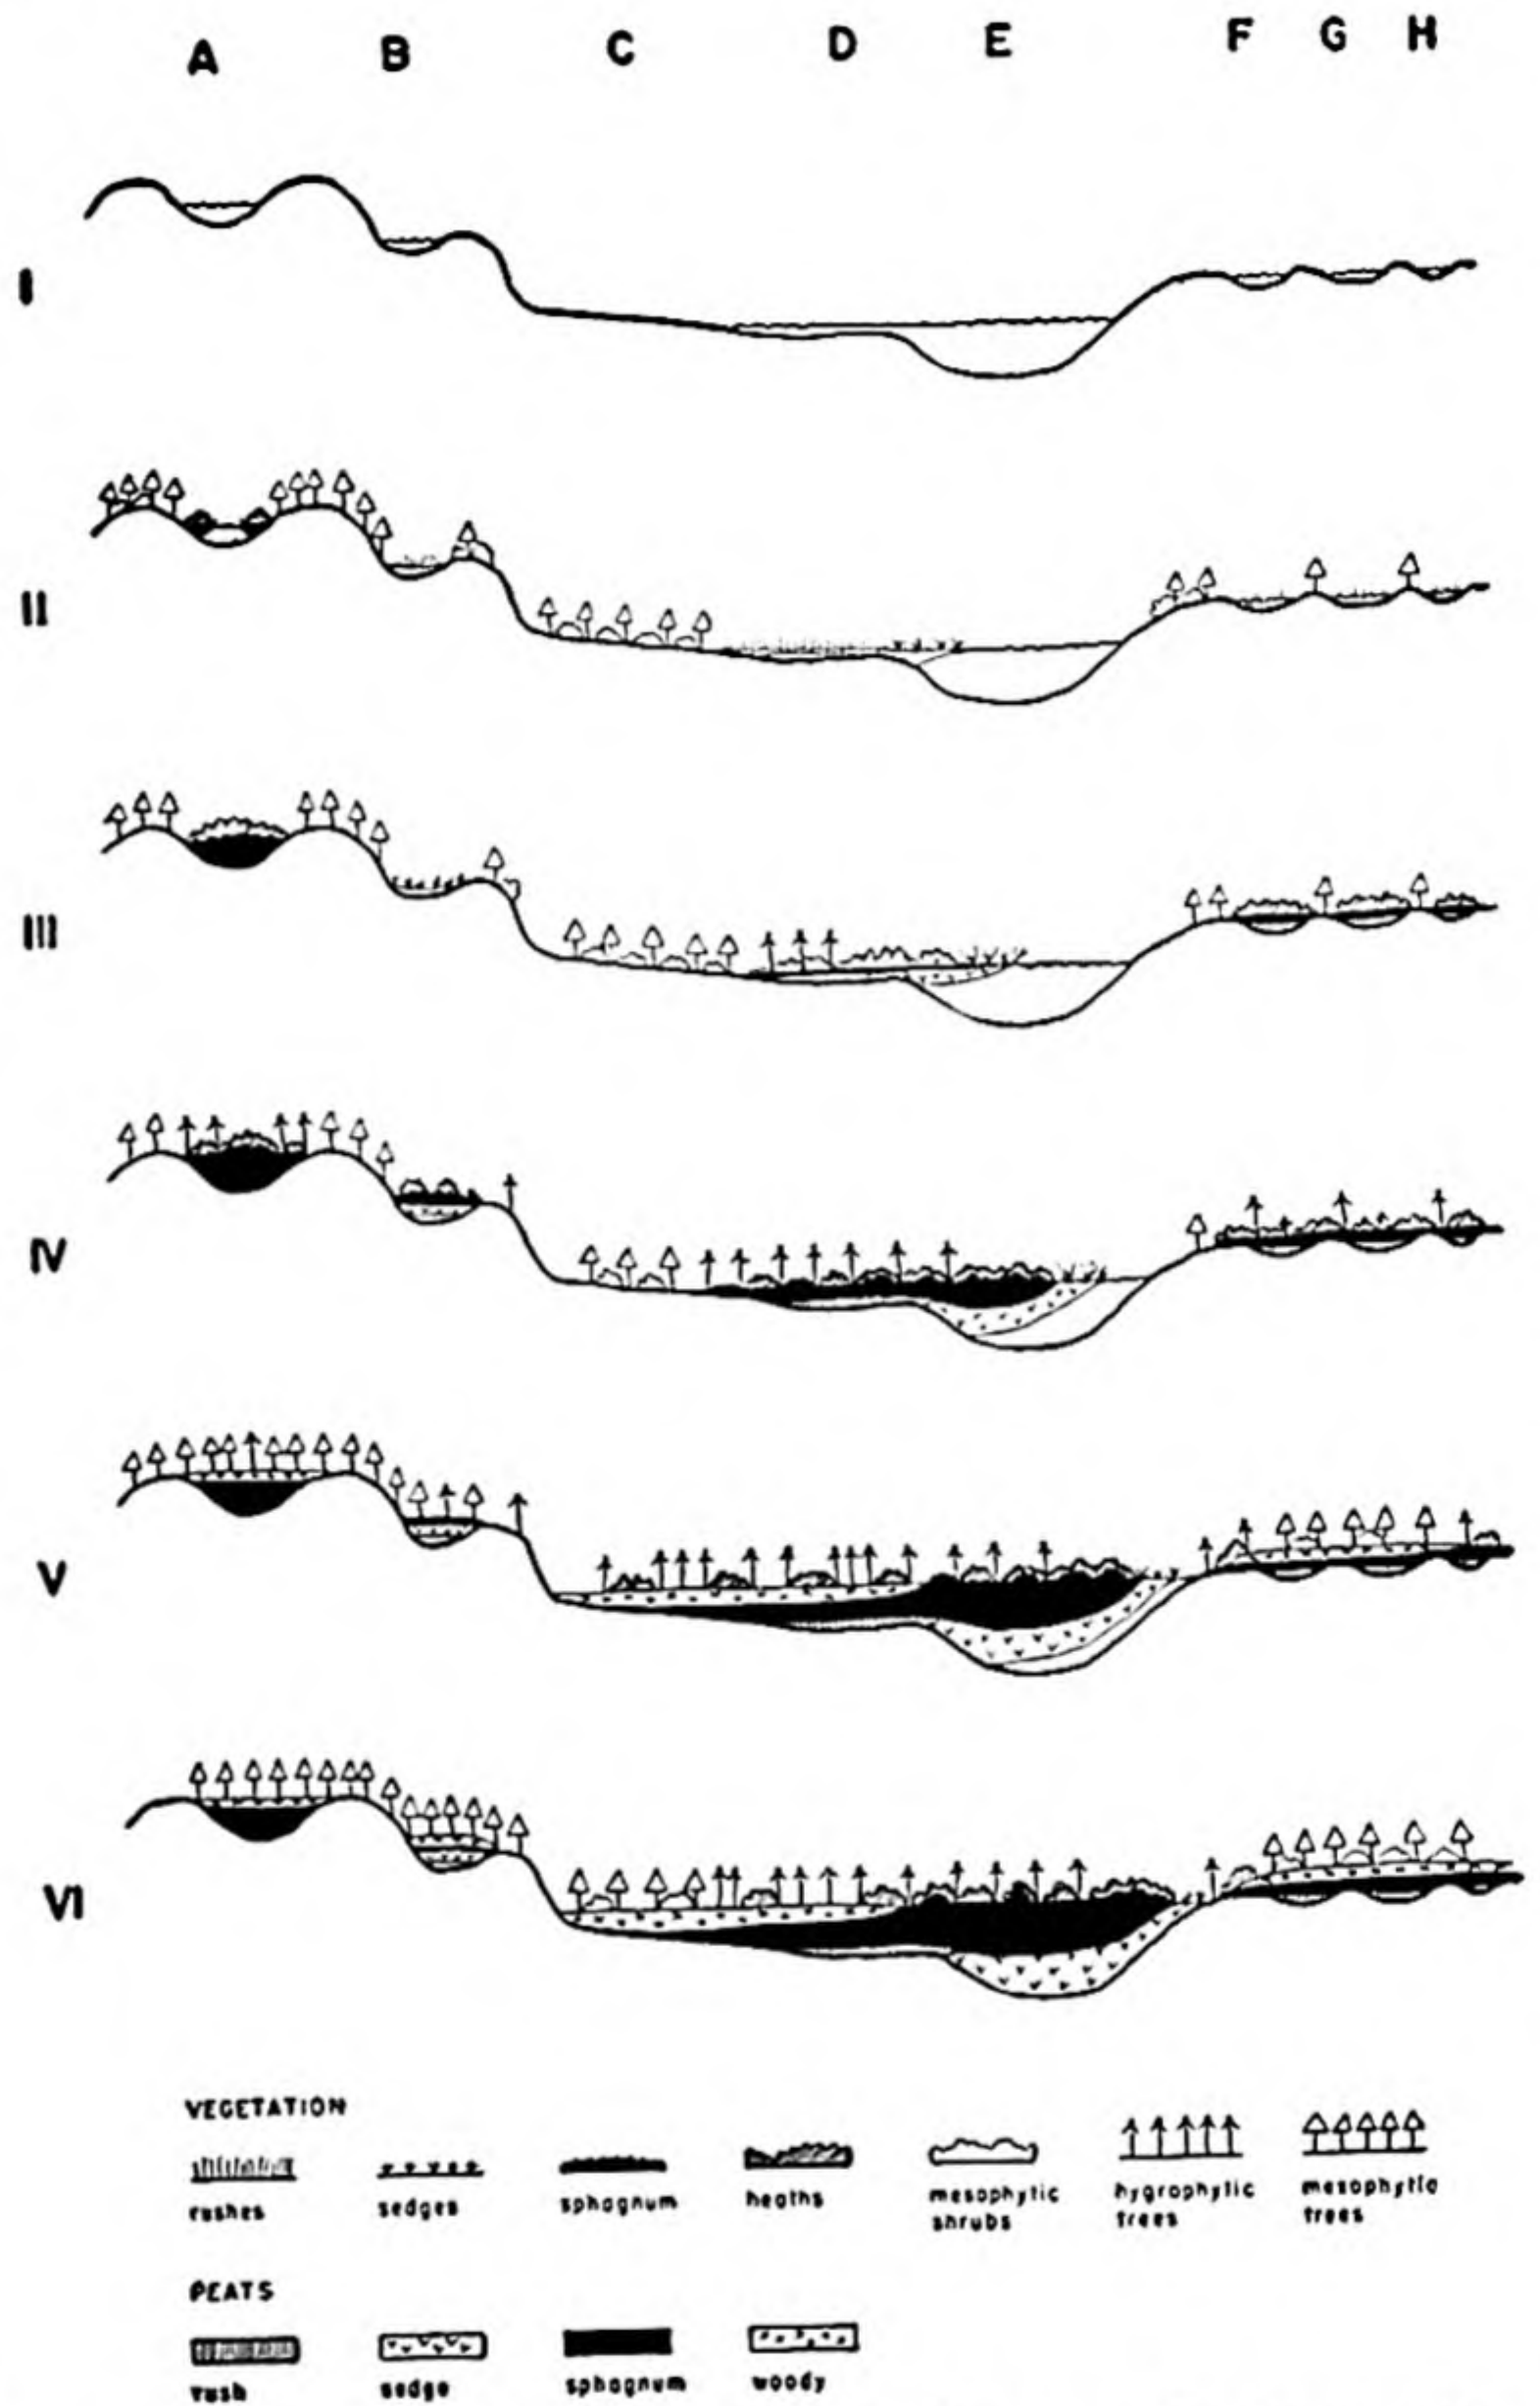 A B C D E F G H
I
II
III
IV
V
VI
VEGETATION
rushes sedges sphagnum heaths mesophytic shrubs hygrophytic trees mesophytic trees
PEATS
rush sedge sphagnum woody